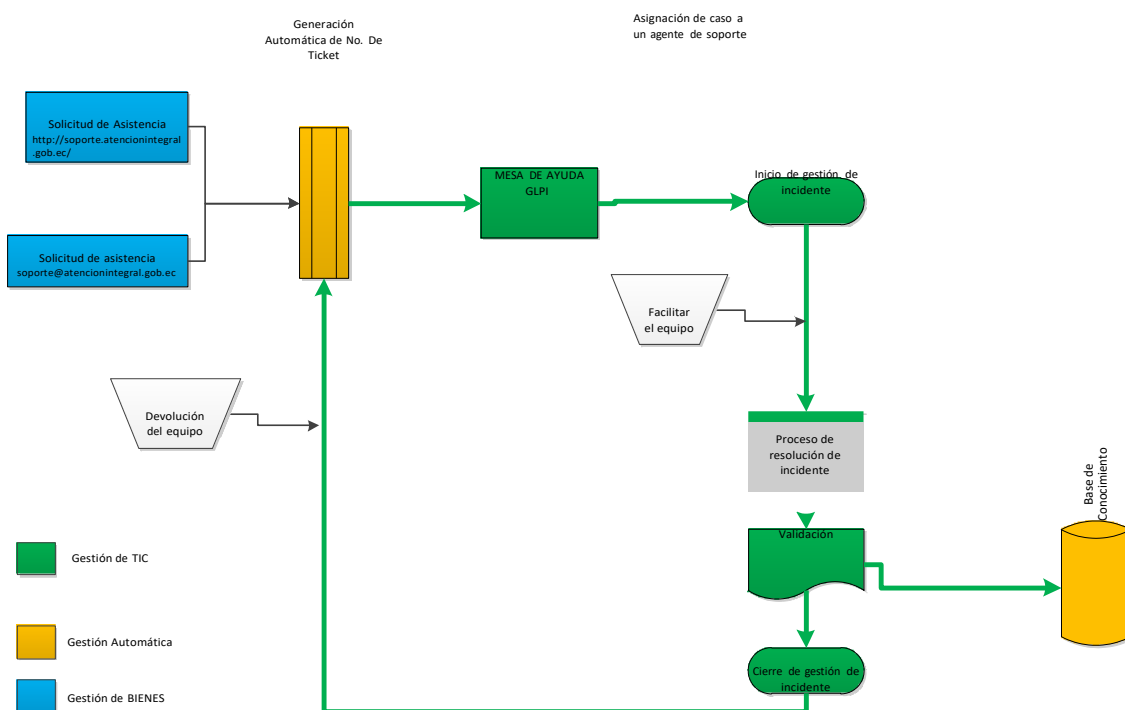 Generación
Automática de No. De
Ticket
Asignación de caso a
un agente de soporte
Solicitud de Asistencia
http://soporte.atencionintegral
.gob.ec/
MESA DE AYUDA
GLPI
Inicio de gestión de
incidente
Solicitud de asistencia
soporte@atencionintegral.gob.ec
Facilitar
el equipo
Devolución
del equipo
Proceso de
resolución de
incidente
Base de
Conocimiento
Validación
Gestión de TIC
Gestión Automática
Cierre de gestión de
incidente
Gestión de BIENES